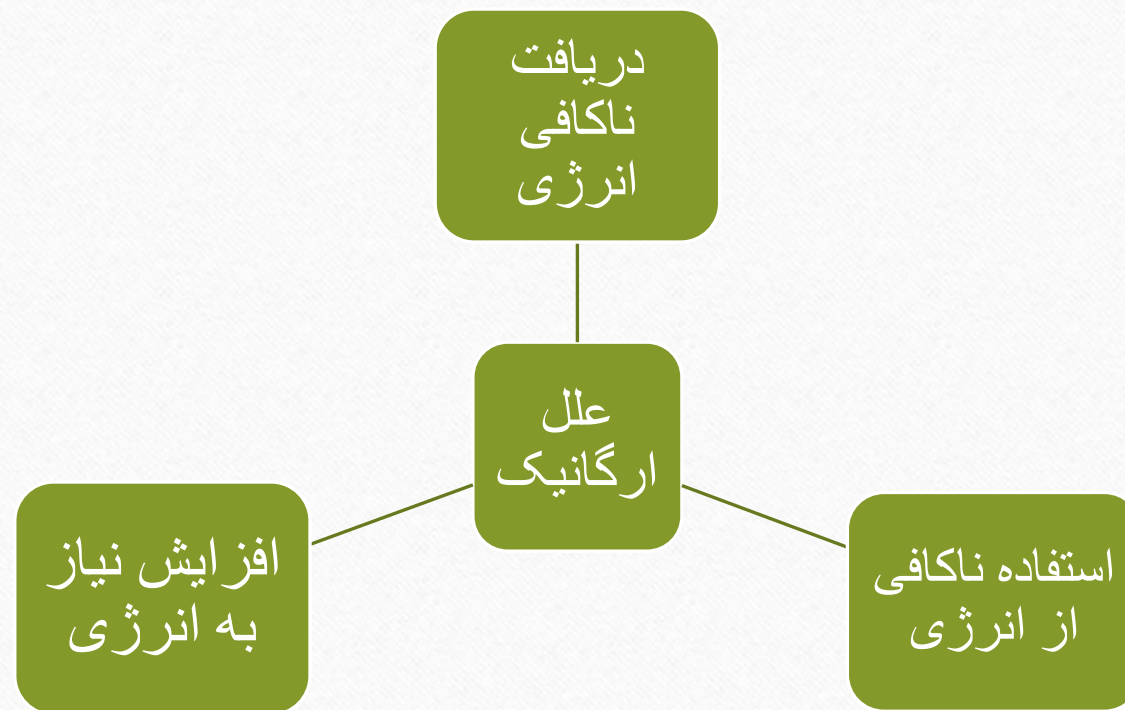 دریافت
ناکافی
انرژی
علل
ارگانیک
استفاده ناکافی
از انرژی
افزایش نیاز
به انرژی